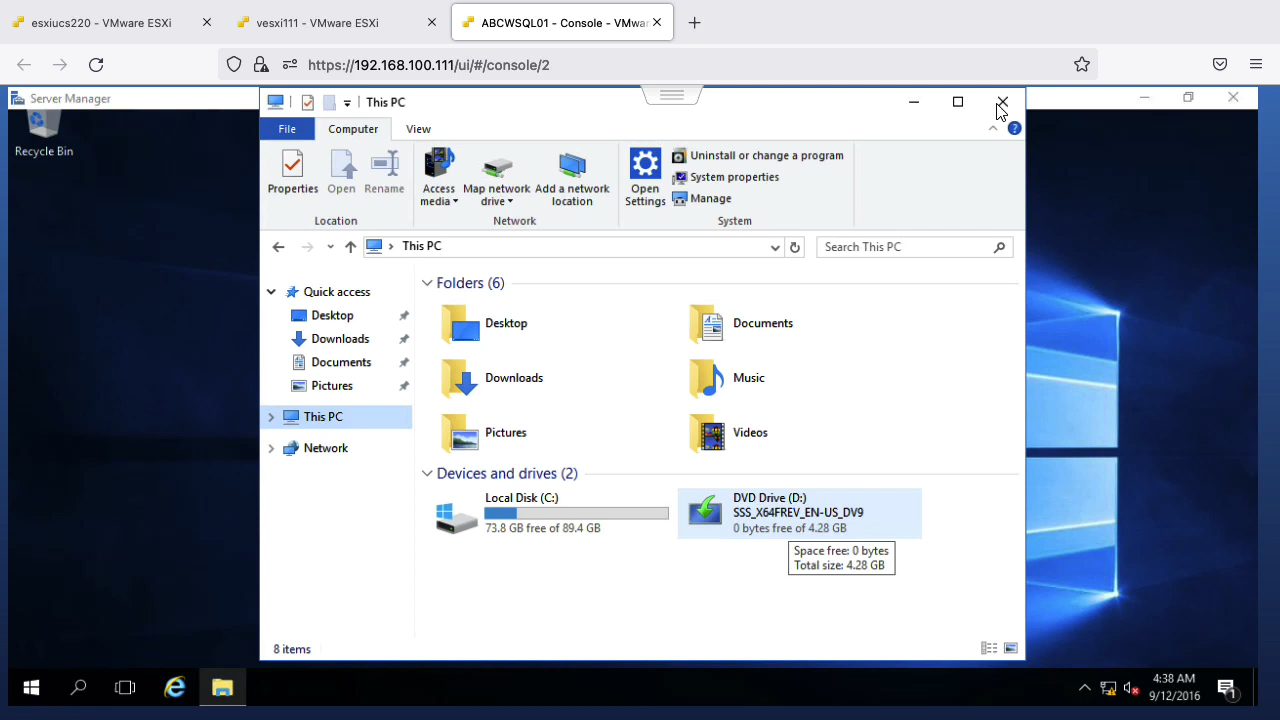 esxiucs220 - VMware ESXi
vesxi111 - VMware ESXi
ABCWSQL01 - Console - VMwar
https://192.168.100.111/ui/#/console/2
Server Manager
This PC
File
Computer
View
Properties
Open
Rename
Access media
Map network drive
Add a network location
Open Settings
Uninstall or change a program
System properties
Manage
Location
Network
System
This PC
Search This PC
Recycle Bin
Quick access
Desktop
Downloads
Documents
Pictures
This PC
Network
Folders (6)
Desktop
Documents
Downloads
Music
Pictures
Videos
Devices and drives (2)
Local Disk (C:)
73.8 GB free of 89.4 GB
DVD Drive (D:)
SSS_X64FREV_EN-US_DV9
0 bytes free of 4.28 GB
Space free: 0 bytes
Total size: 4.28 GB
8 items
4:38 AM
9/12/2016
1